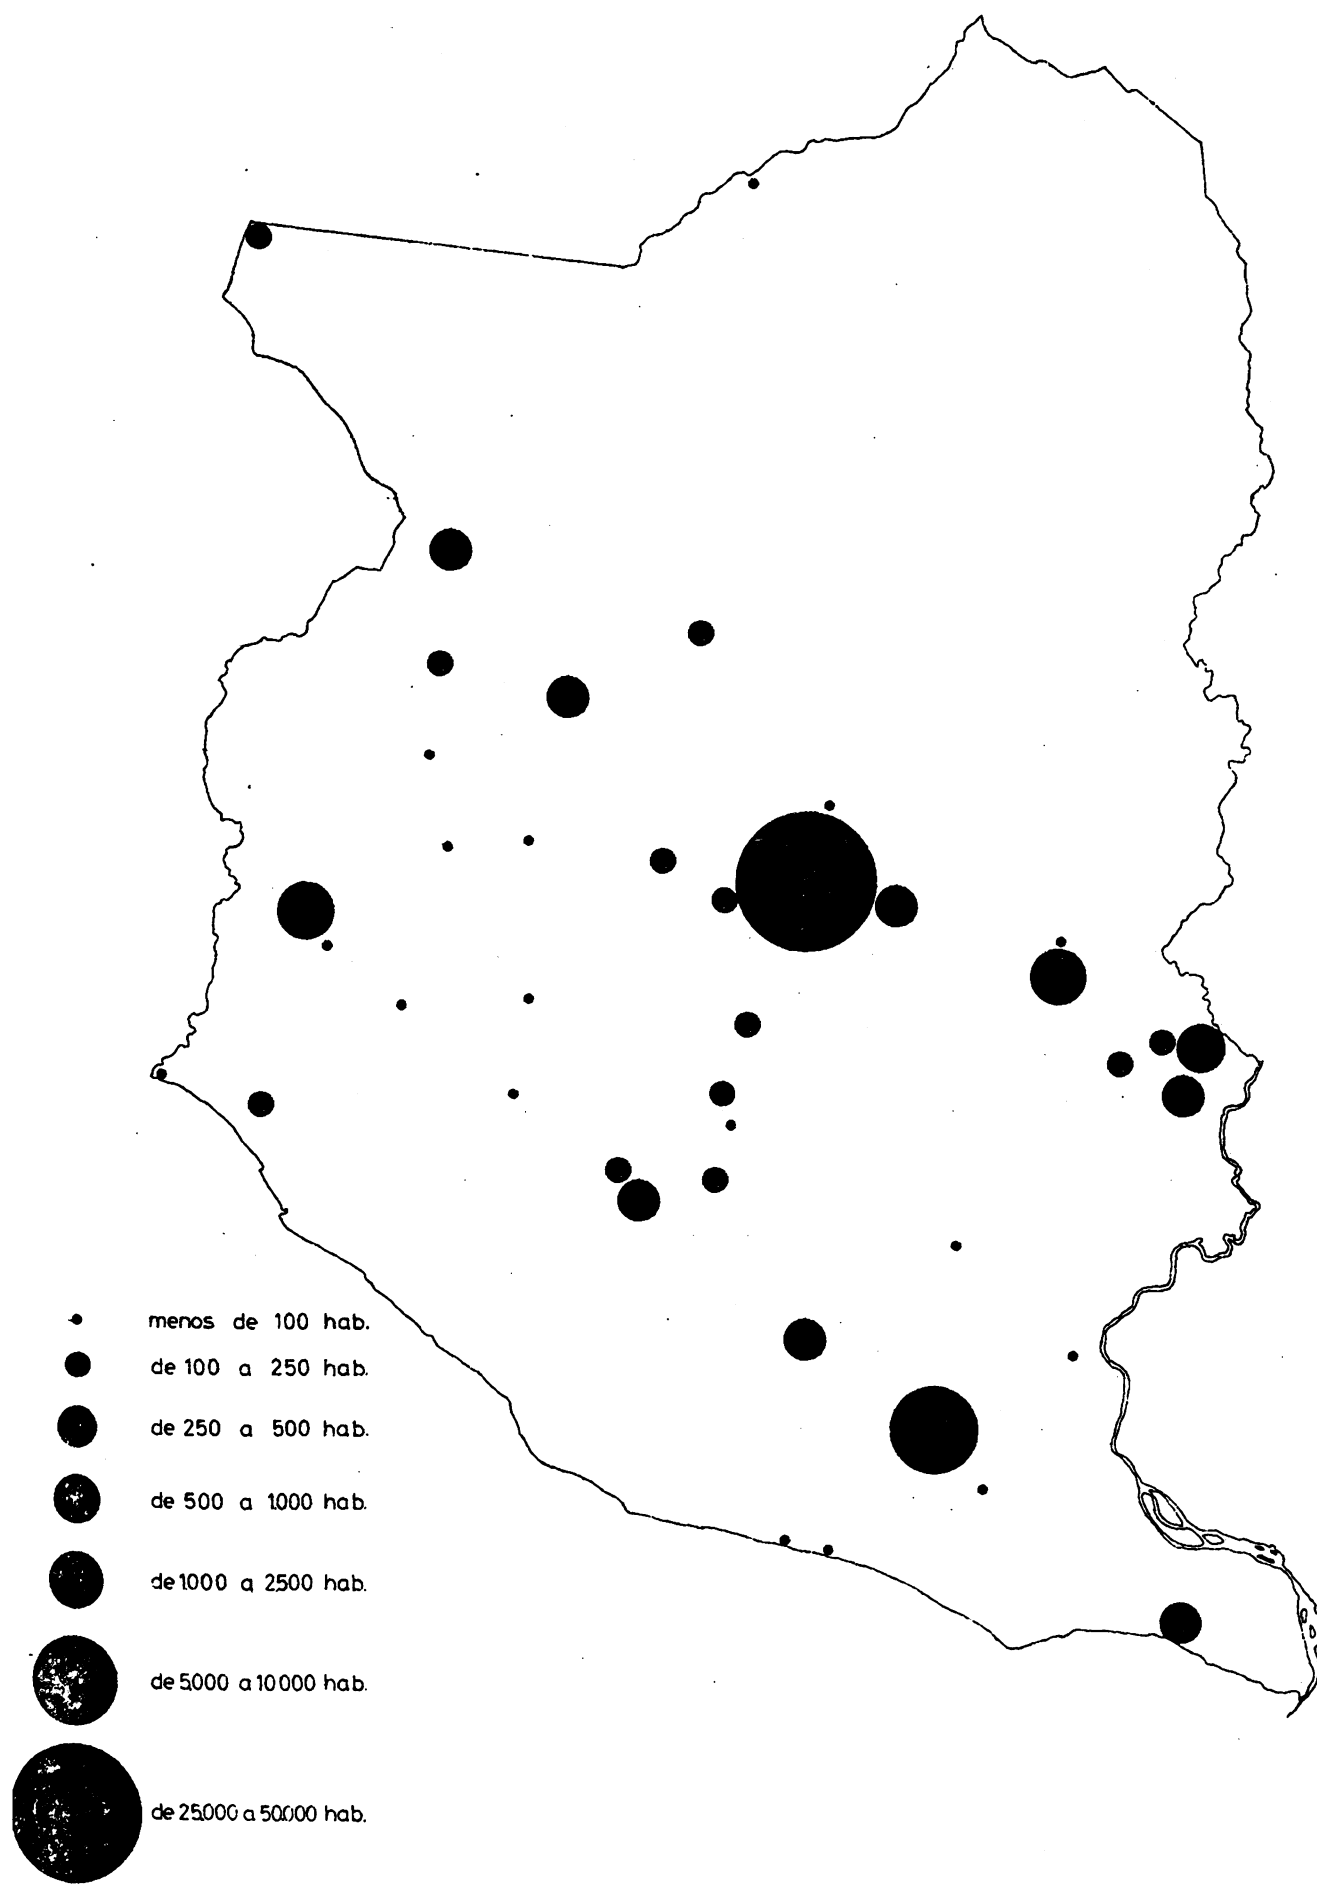 menos de 100 hab.
de 100 a 250 hab.
de 250 a 500 hab.
de 500 a 1.000 hab.
de 1.000 a 2.500 hab.
de 5.000 a 10.000 hab.
de 25.000 a 50.000 hab.